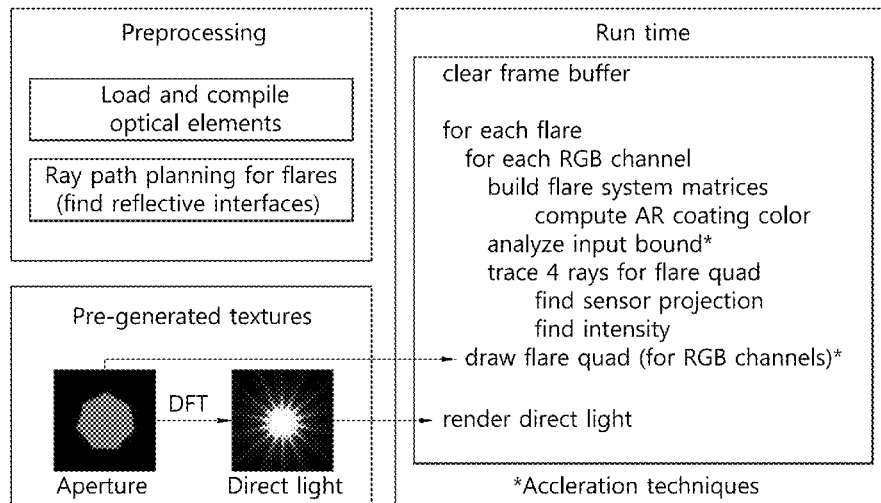 Preprocessing
Load and compile
optical elements
Ray path planning for flares
(find reflective interfaces)
Pre-generated textures
DFT
Aperture
Direct light
Run time
clear frame buffer
for each flare
for each RGB channel
build flare system matrices
compute AR coating color
analyze input bound*
trace 4 rays for flare quad
find sensor projection
find intensity
draw flare quad (for RGB channels)*
render direct light
*Accleration techniques